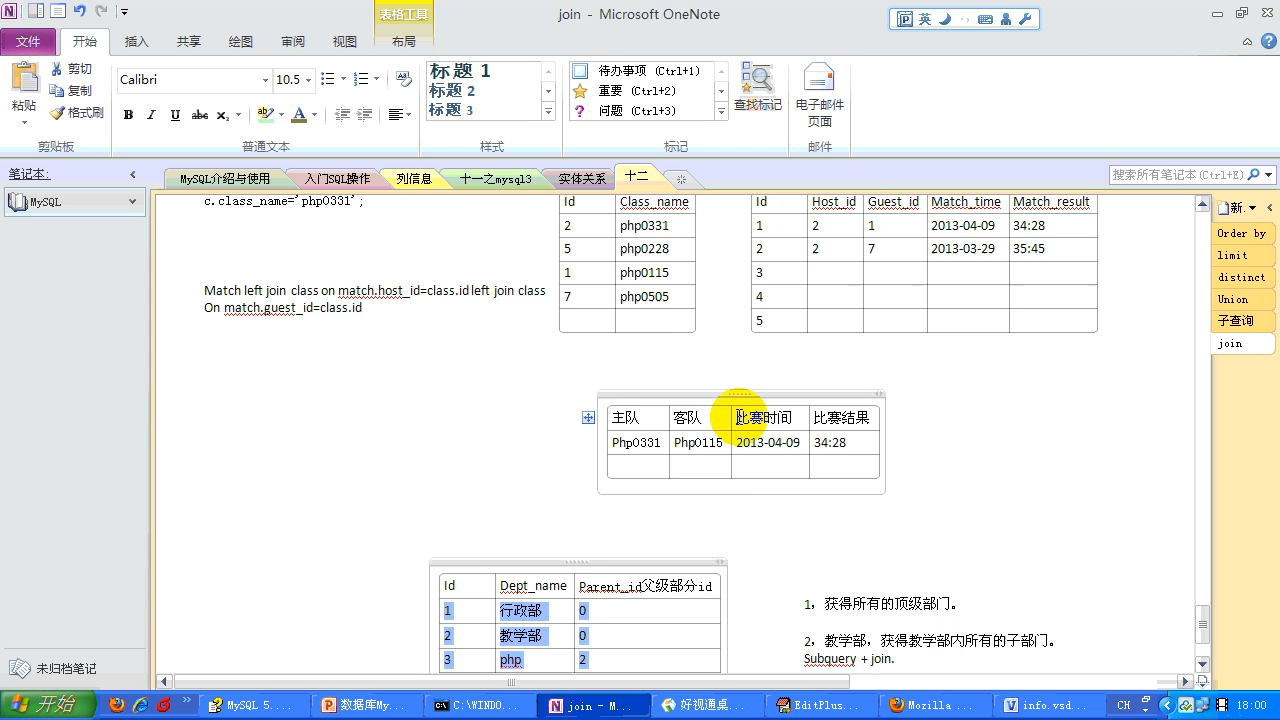 join - Microsoft OneNote
表格工具
英
文件
开始
插入
共享
绘图
审阅
视图
布局
粘贴
剪切
复制
格式刷
剪贴板
Calibri
10.5
B I U abc X₂
A
普通文本
标题 1
标题 2
标题 3
样式
待办事项 (Ctrl+1)
重要 (Ctrl+2)
问题 (Ctrl+3)
标记
查找标记
电子邮件
页面
邮件
笔记本:
MySQL
MySQL介绍与使用
入门SQL操作
列信息
十一之mysql3
实体关系
十二
搜索所有笔记本 (Ctrl+E)
新.
Order by
limit
distinct
Union
子查询
join
c.class_name='php0331';
Match left join class on match.host_id=class.id left join class
On match.guest_id=class.id
Id Class_name
2 php0331
5 php0228
1 php0115
7 php0505
Id Host_id Guest_id Match_time Match_result
1 2 1 2013-04-09 34:28
2 2 7 2013-03-29 35:45
3
4
5
主队 客队 比赛时间 比赛结果
Php0331 Php0115 2013-04-09 34:28
Id Dept_name Parent_id父级部分id
1 行政部 0
2 教学部 0
3 php 2
1，获得所有的顶级部门。
2，教学部，获得教学部内所有的子部门。
Subquery + join.
未归档笔记
开始
MySQL 5....
数据库My...
C:\WINDO...
join - M...
好视通桌...
EditPlus...
Mozilla ...
info.vsd...
CH
18:00